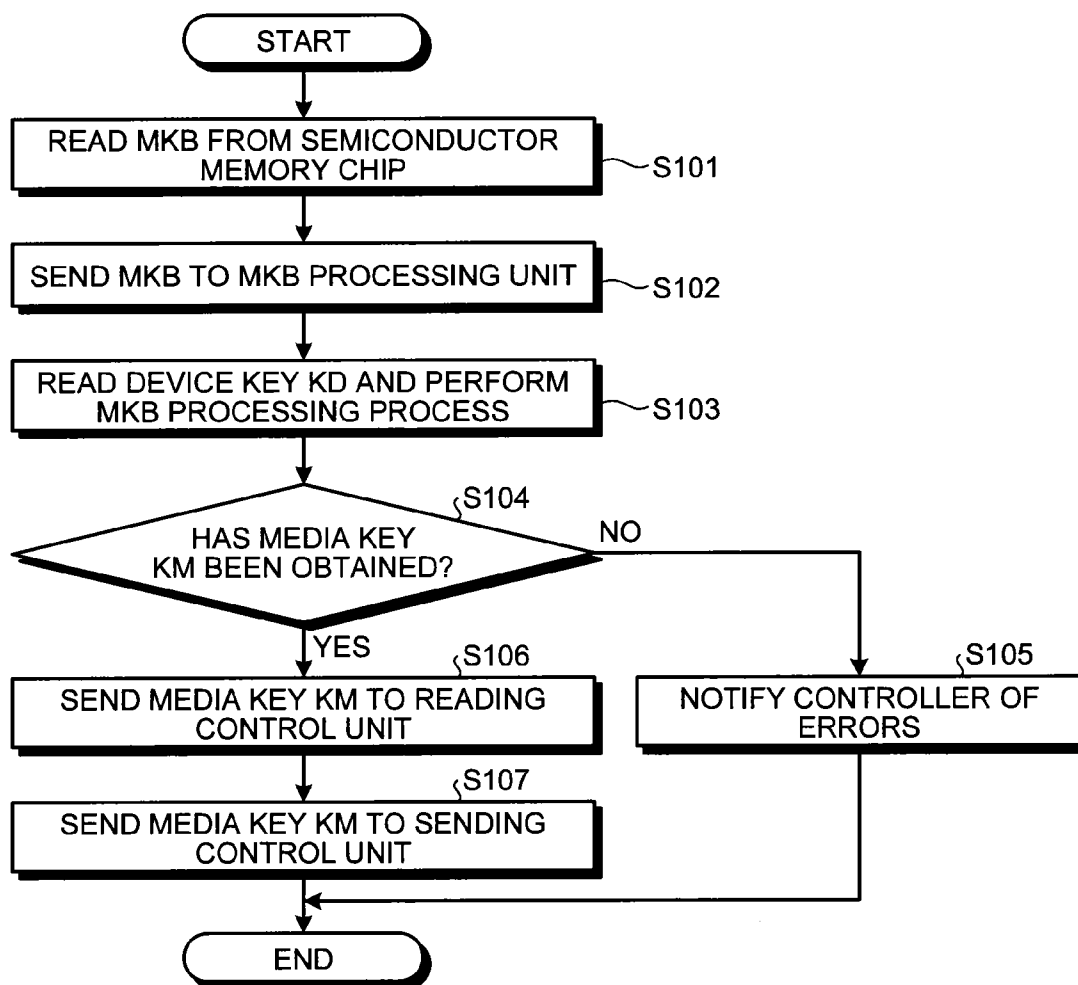 START
READ MKB FROM SEMICONDUCTOR
MEMORY CHIP
S101
SEND MKB TO MKB PROCESSING UNIT
S102
READ DEVICE KEY KD AND PERFORM
MKB PROCESSING PROCESS
S103
S104
HAS MEDIA KEY
KM BEEN OBTAINED?
NO
YES
S106
SEND MEDIA KEY KM TO READING
CONTROL UNIT
S105
NOTIFY CONTROLLER OF
ERRORS
S107
SEND MEDIA KEY KM TO SENDING
CONTROL UNIT
END